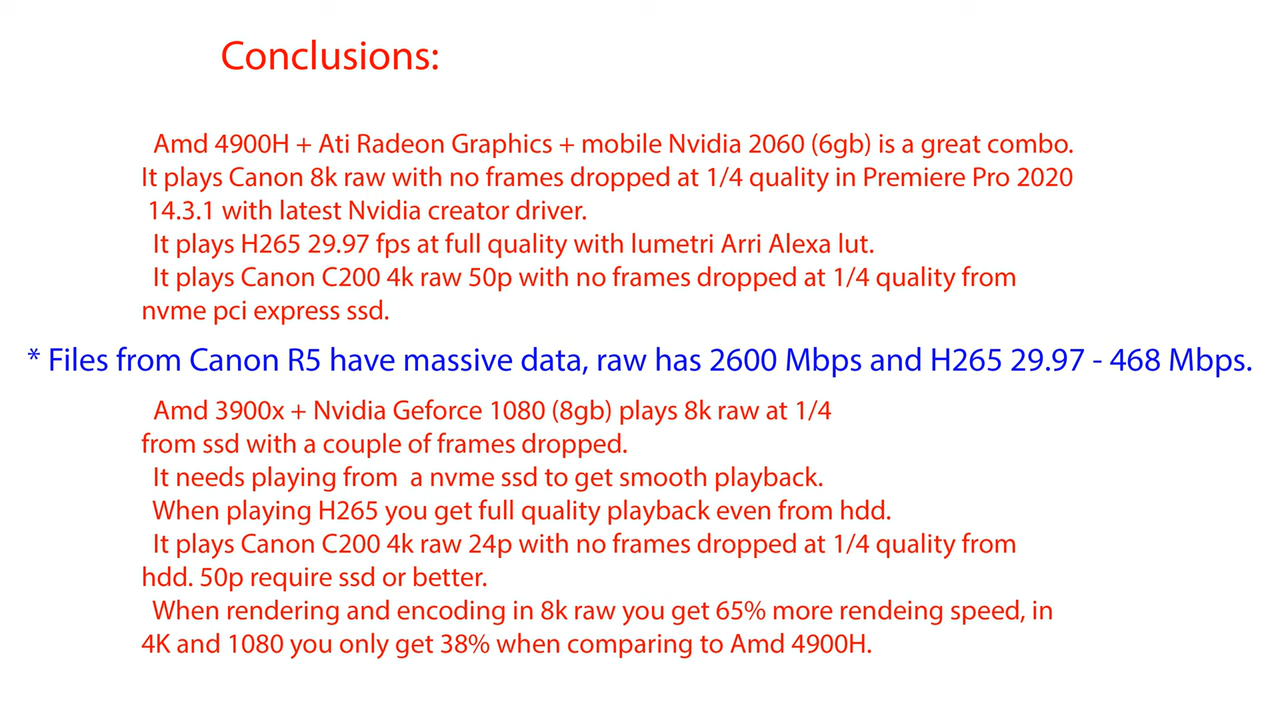 Conclusions:
Amd 4900H + Ati Radeon Graphics + mobile Nvidia 2060 (6gb) is a great combo.
It plays Canon 8k raw with no frames dropped at 1/4 quality in Premiere Pro 2020
14.3.1 with latest Nvidia creator driver.
It plays H265 29.97 fps at full quality with lumetri Arri Alexa lut.
It plays Canon C200 4k raw 50p with no frames dropped at 1/4 quality from
nvme pci express ssd.
* Files from Canon R5 have massive data, raw has 2600 Mbps and H265 29.97 - 468 Mbps.
Amd 3900x + Nvidia Geforce 1080 (8gb) plays 8k raw at 1/4
from ssd with a couple of frames dropped.
It needs playing from  a nvme ssd to get smooth playback.
When playing H265 you get full quality playback even from hdd.
It plays Canon C200 4k raw 24p with no frames dropped at 1/4 quality from
hdd. 50p require ssd or better.
When rendering and encoding in 8k raw you get 65% more rendeing speed, in
4K and 1080 you only get 38% when comparing to Amd 4900H.